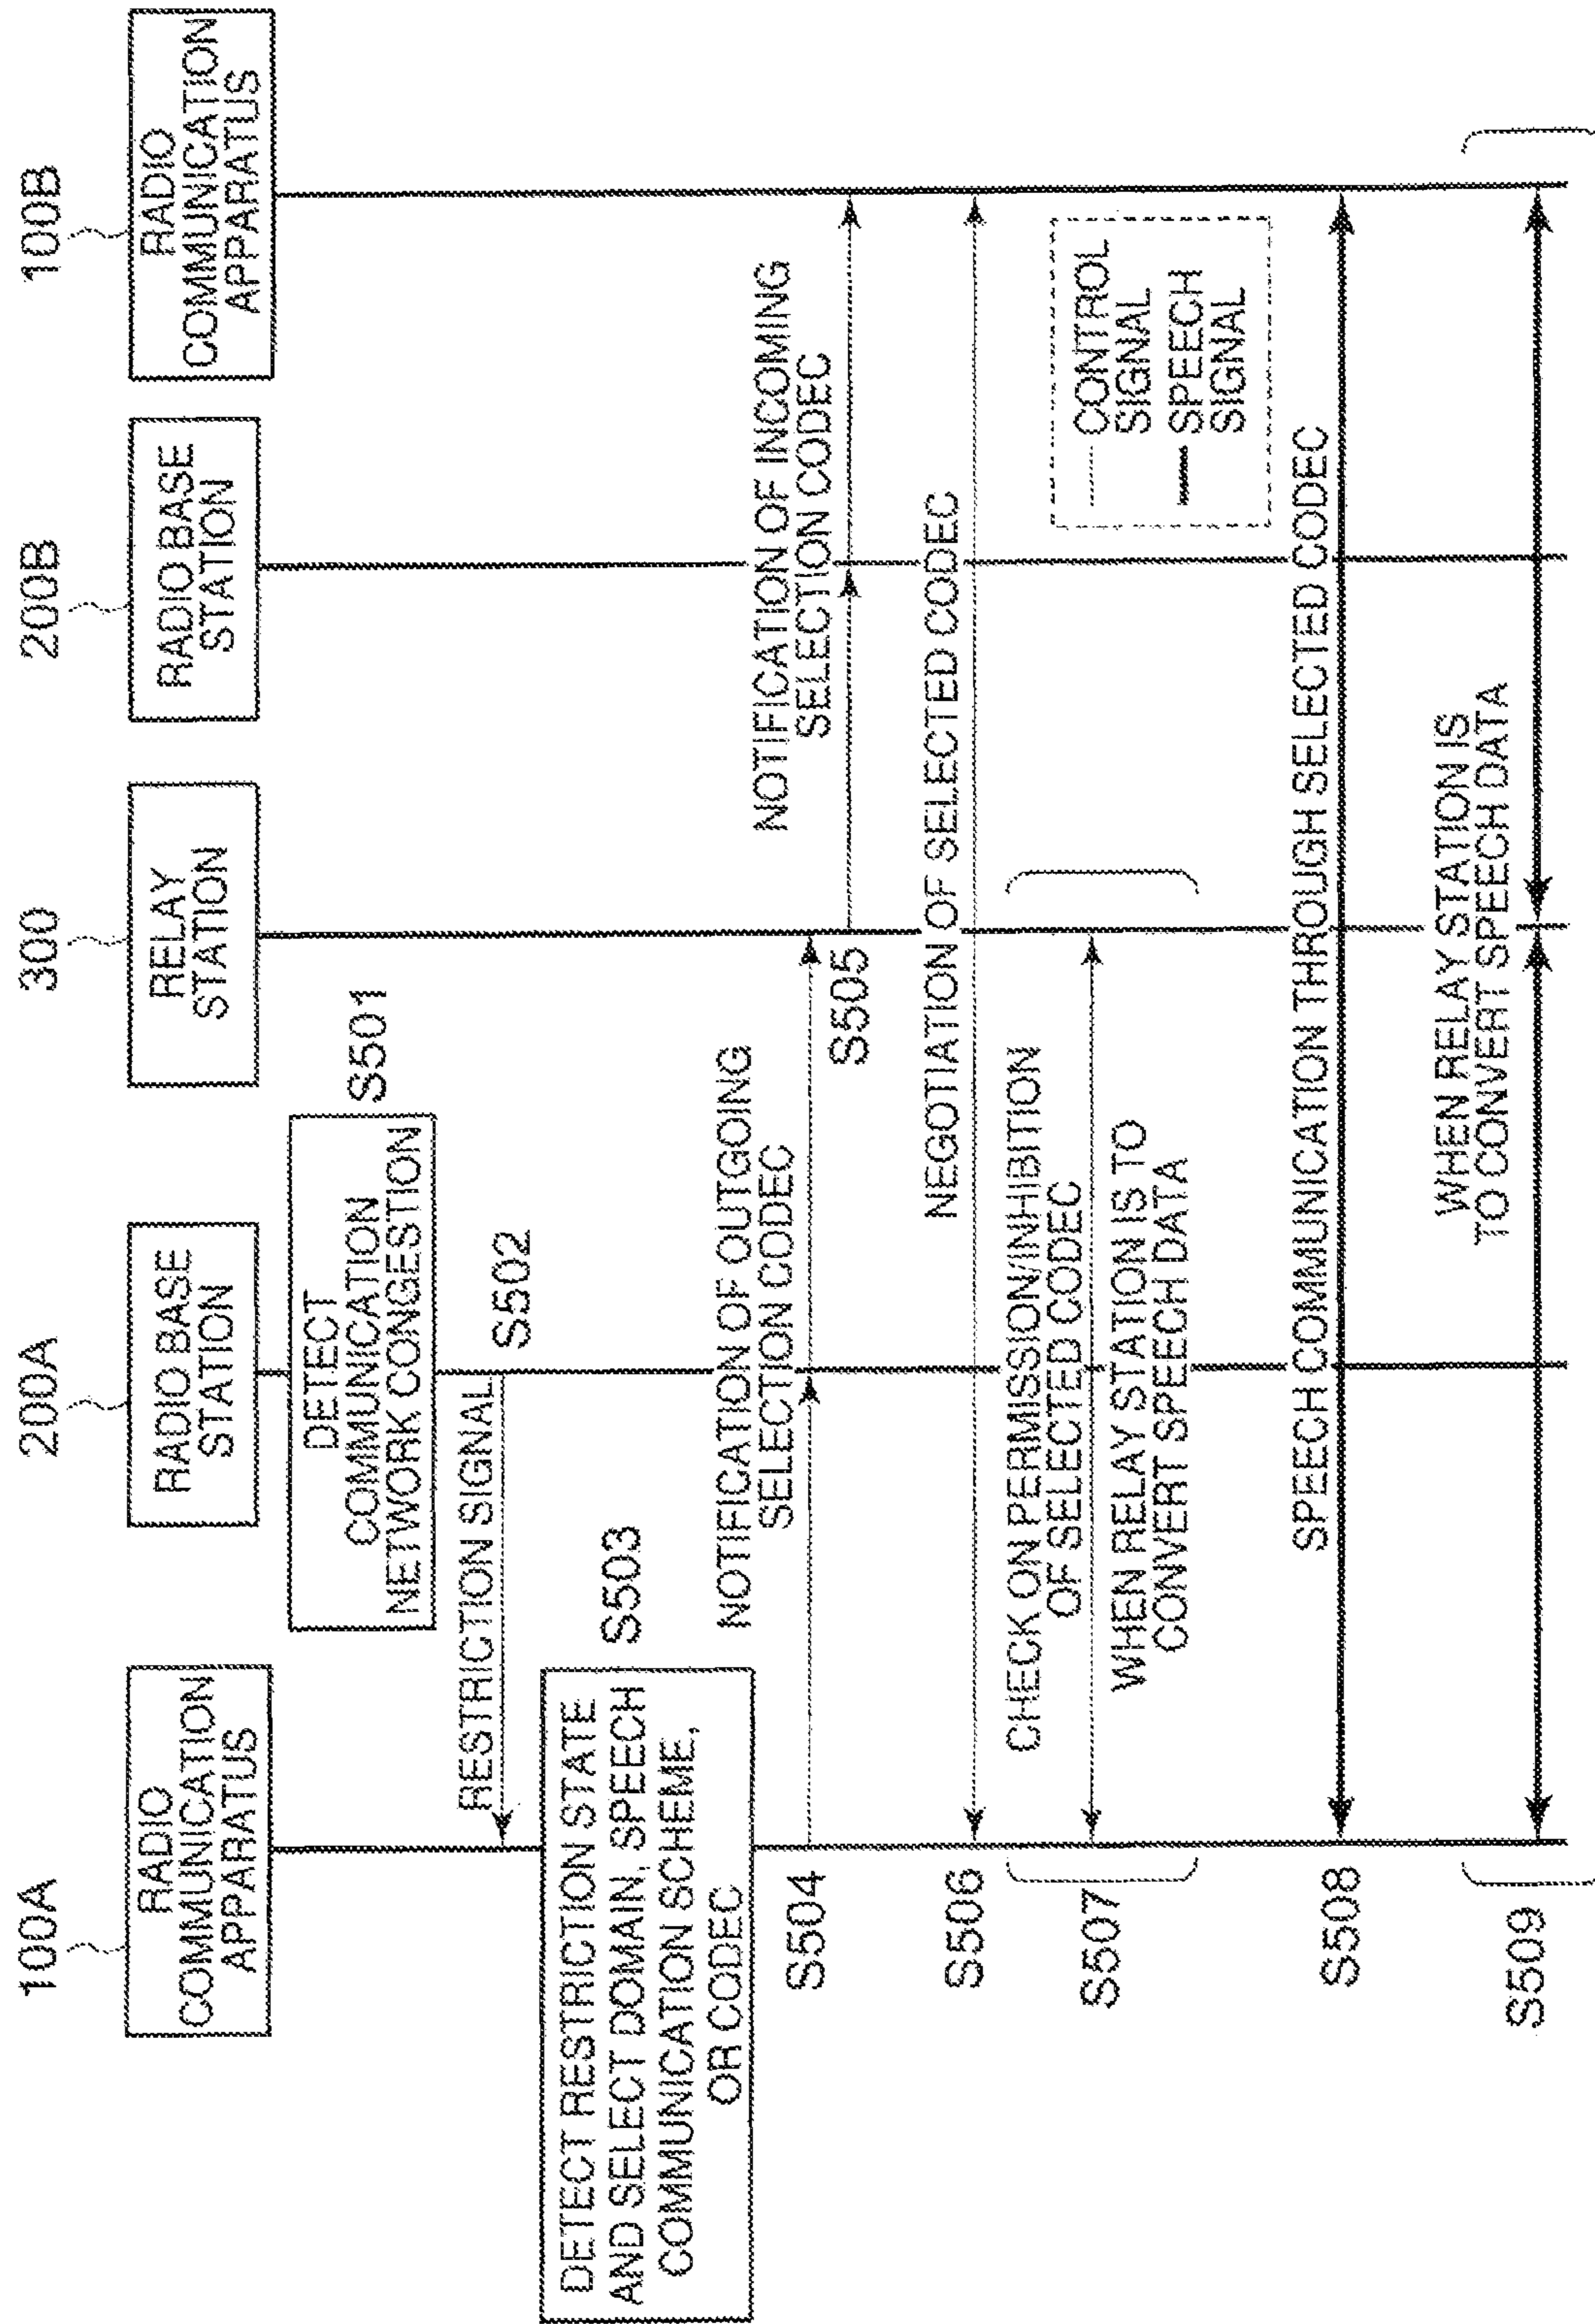 100A
RADIO
COMMUNICATION
APPARATUS
200A
RADIO BASE
STATION
300
RELAY
STATION
200B
RADIO BASE
STATION
100B
RADIO
COMMUNICATION
APPARATUS
DETECT
COMMUNICATION
NETWORK CONGESTION
S501
RESTRICTION SIGNAL
S502
DETECT RESTRICTION STATE
AND SELECT DOMAIN, SPEECH
COMMUNICATION SCHEME,
OR CODEC
S503
NOTIFICATION OF OUTGOING
SELECTION CODEC
S504
NOTIFICATION OF INCOMING
SELECTION CODEC
S505
NEGOTIATION OF SELECTED CODEC
S506
CHECK ON PERMISSION/INHIBITION
OF SELECTED CODEC
S507
WHEN RELAY STATION IS TO
CONVERT SPEECH DATA
CONTROL
SIGNAL
SPEECH
SIGNAL
SPEECH COMMUNICATION THROUGH SELECTED CODEC
S508
WHEN RELAY STATION IS
TO CONVERT SPEECH DATA
S509